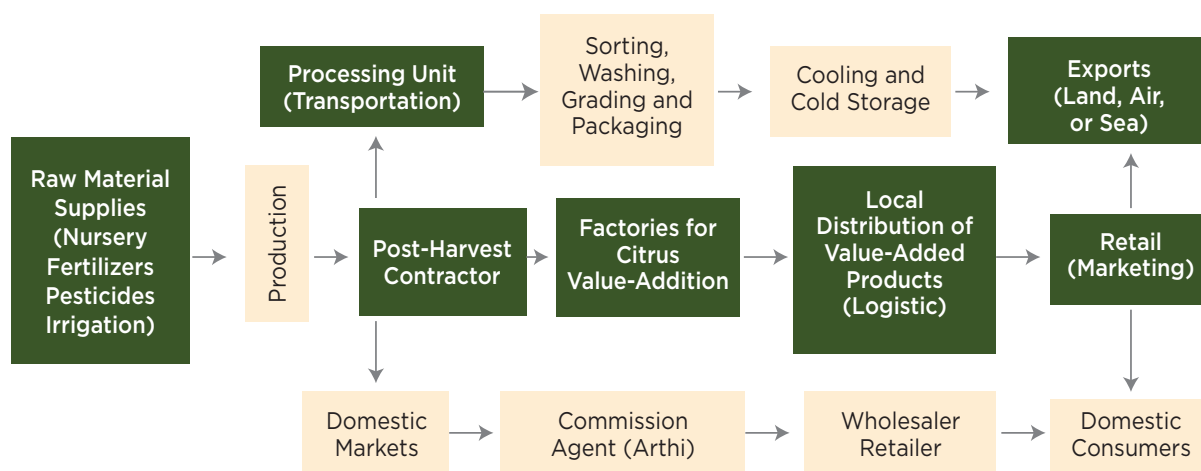 Raw Material
Supplies
(Nursery
Fertilizers
Pesticides
Irrigation)
Production
Processing Unit
(Transportation)
Sorting,
Washing,
Grading and
Packaging
Cooling and
Cold Storage
Exports
(Land, Air,
or Sea)
Post-Harvest
Contractor
Factories for
Citrus
Value-Addition
Local
Distribution of
Value-Added
Products
(Logistic)
Retail
(Marketing)
Domestic
Markets
Commission
Agent (Arthi)
Wholesaler
Retailer
Domestic
Consumers